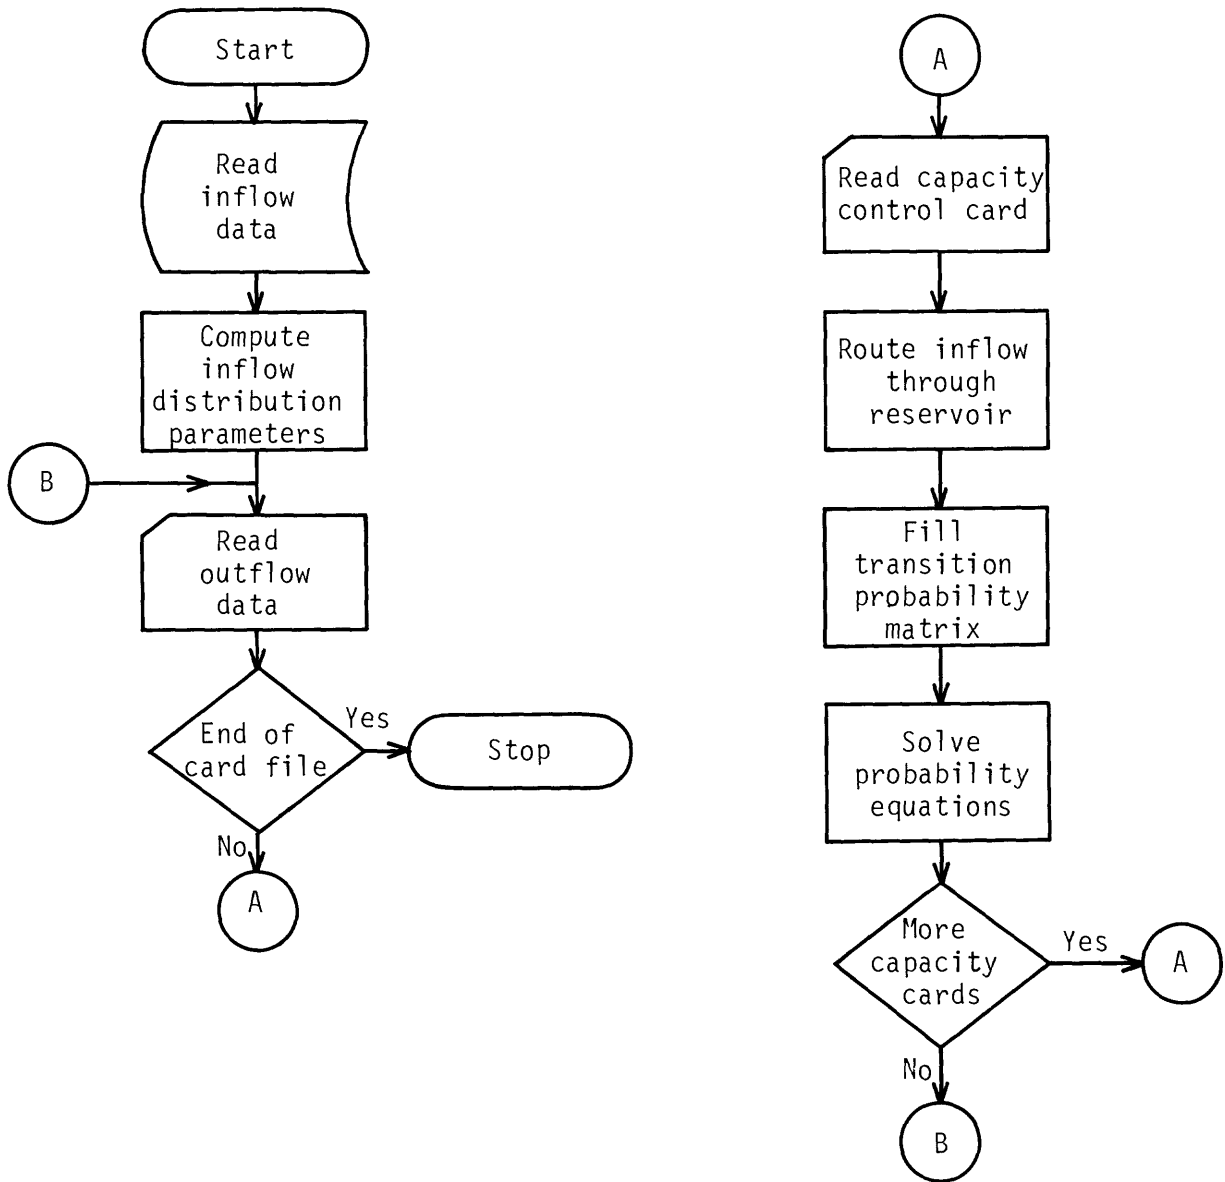 Start
Read
inflow
data
Compute
inflow
distribution
parameters
B
Read
outflow
data
End of
card file
Yes
Stop
No
A
A
Read capacity
control card
Route inflow
through
reservoir
Fill
transition
probability
matrix
Solve
probability
equations
More
capacity
cards
Yes
A
No
B